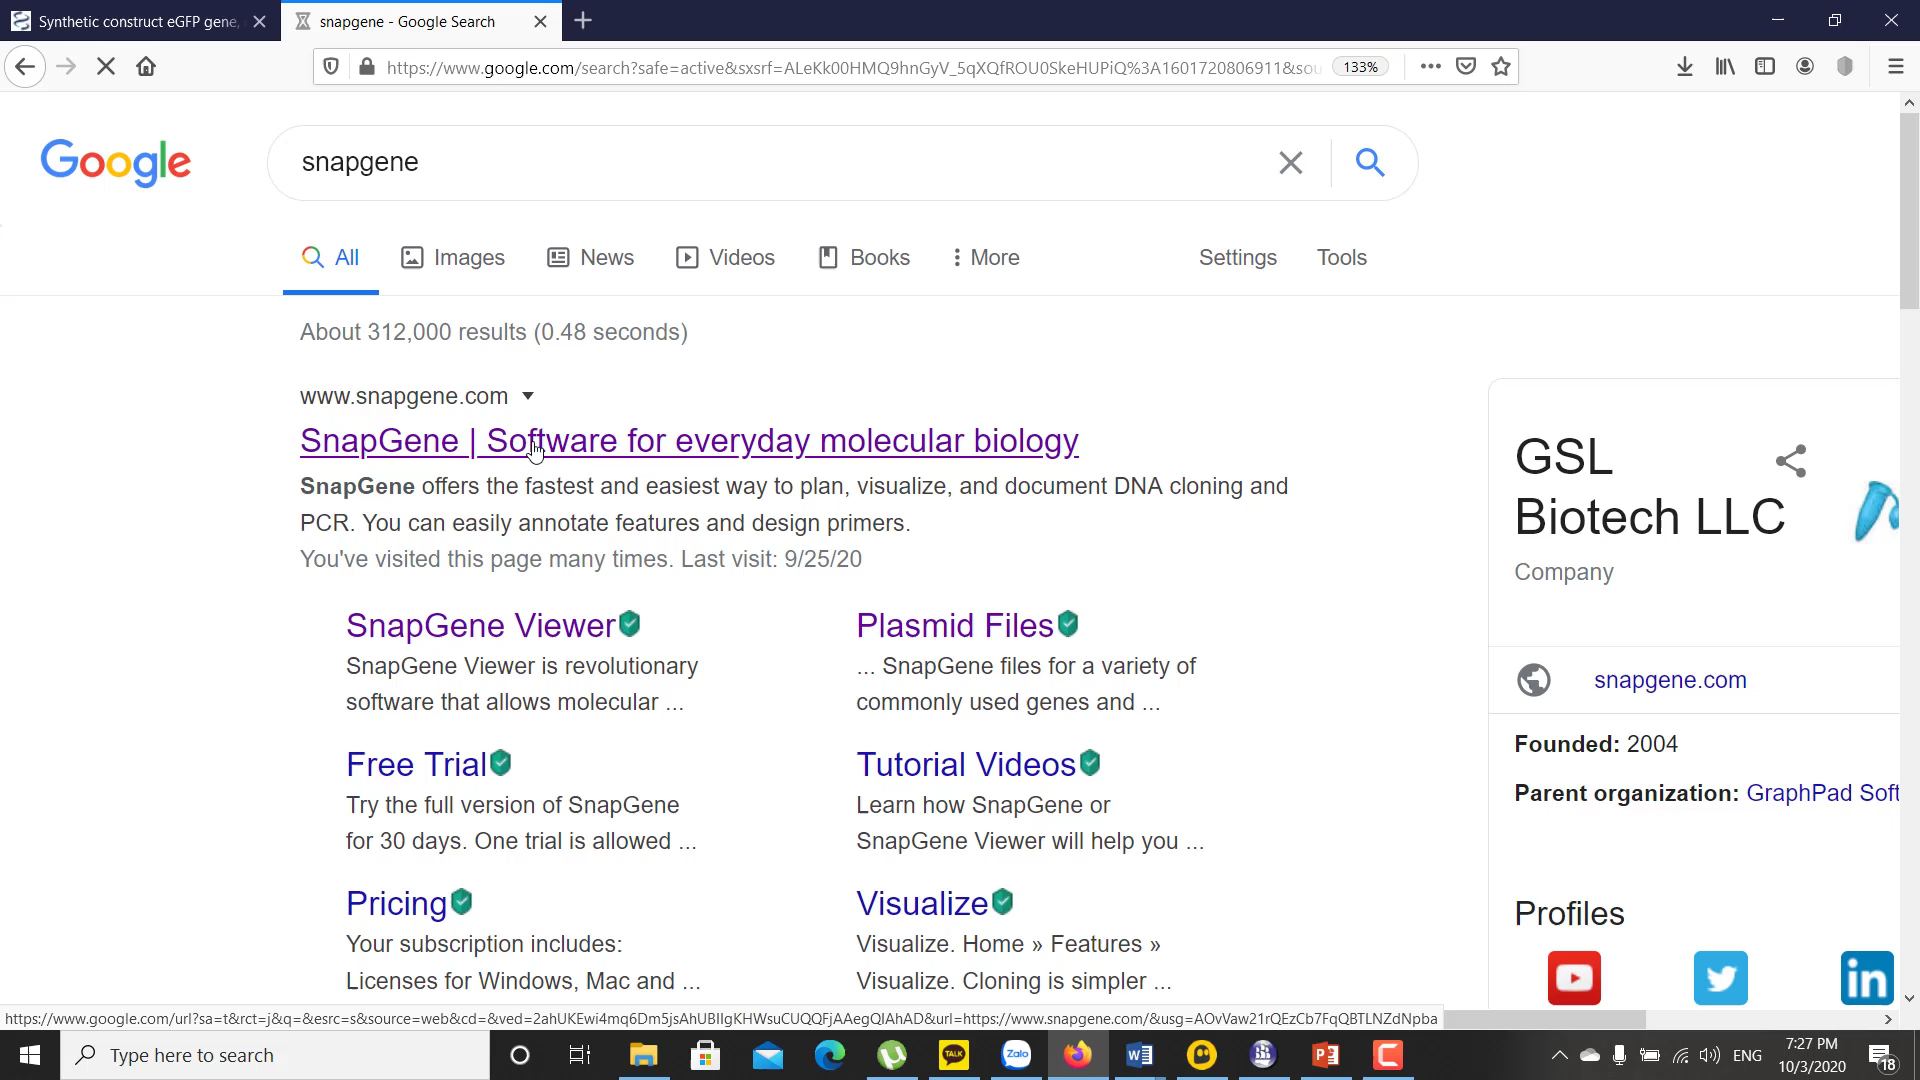 Synthetic construct eGFP gene,
snapgene - Google Search
https://www.google.com/search?safe=active&sxsrf=ALeKk00HMQ9hnGyV_5qXQfROU0SkeHUPiQ%3A1601720806911&sou
133%
Google
snapgene
All
Images
News
Videos
Books
More
Settings
Tools
About 312,000 results (0.48 seconds)
www.snapgene.com
SnapGene | Software for everyday molecular biology
SnapGene offers the fastest and easiest way to plan, visualize, and document DNA cloning and
PCR. You can easily annotate features and design primers.
You've visited this page many times. Last visit: 9/25/20
SnapGene Viewer
SnapGene Viewer is revolutionary
software that allows molecular ...
Plasmid Files
... SnapGene files for a variety of
commonly used genes and ...
Free Trial
Try the full version of SnapGene
for 30 days. One trial is allowed ...
Tutorial Videos
Learn how SnapGene or
SnapGene Viewer will help you ...
Pricing
Your subscription includes:
Licenses for Windows, Mac and ...
Visualize
Visualize. Home » Features »
Visualize. Cloning is simpler ...
GSL
Biotech LLC
Company
snapgene.com
Founded: 2004
Parent organization: GraphPad Soft
Profiles
https://www.google.com/url?sa=t&rct=j&q=&esrc=s&source=web&cd=&ved=2ahUKEwi4mq6Dm5jsAhUBIIgKHWsuCUQQFjAAegQIAhAD&url=https://www.snapgene.com/&usg=AOvVaw21rQEzCb7FqQBTLNZdNpba
Type here to search
TALK
Zalo
ENG
7:27 PM
10/3/2020
18